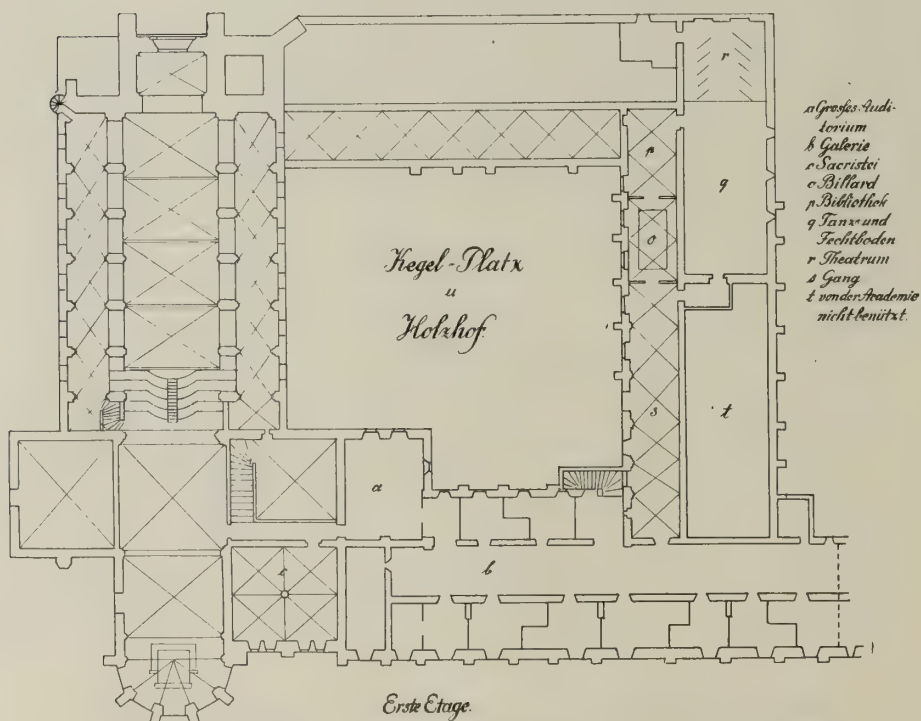 r
a Grosses Audi-
torium
b Galerie
c Sacristei
o Billard
p Bibliothek
q Tanz und
Fechtboden
r Theatrum
s Gang
t von der Academie
nicht benützt.
p
q
o
Kegel-Platz
u
Holzhof.
s
t
a
b
c
Erste Etage.